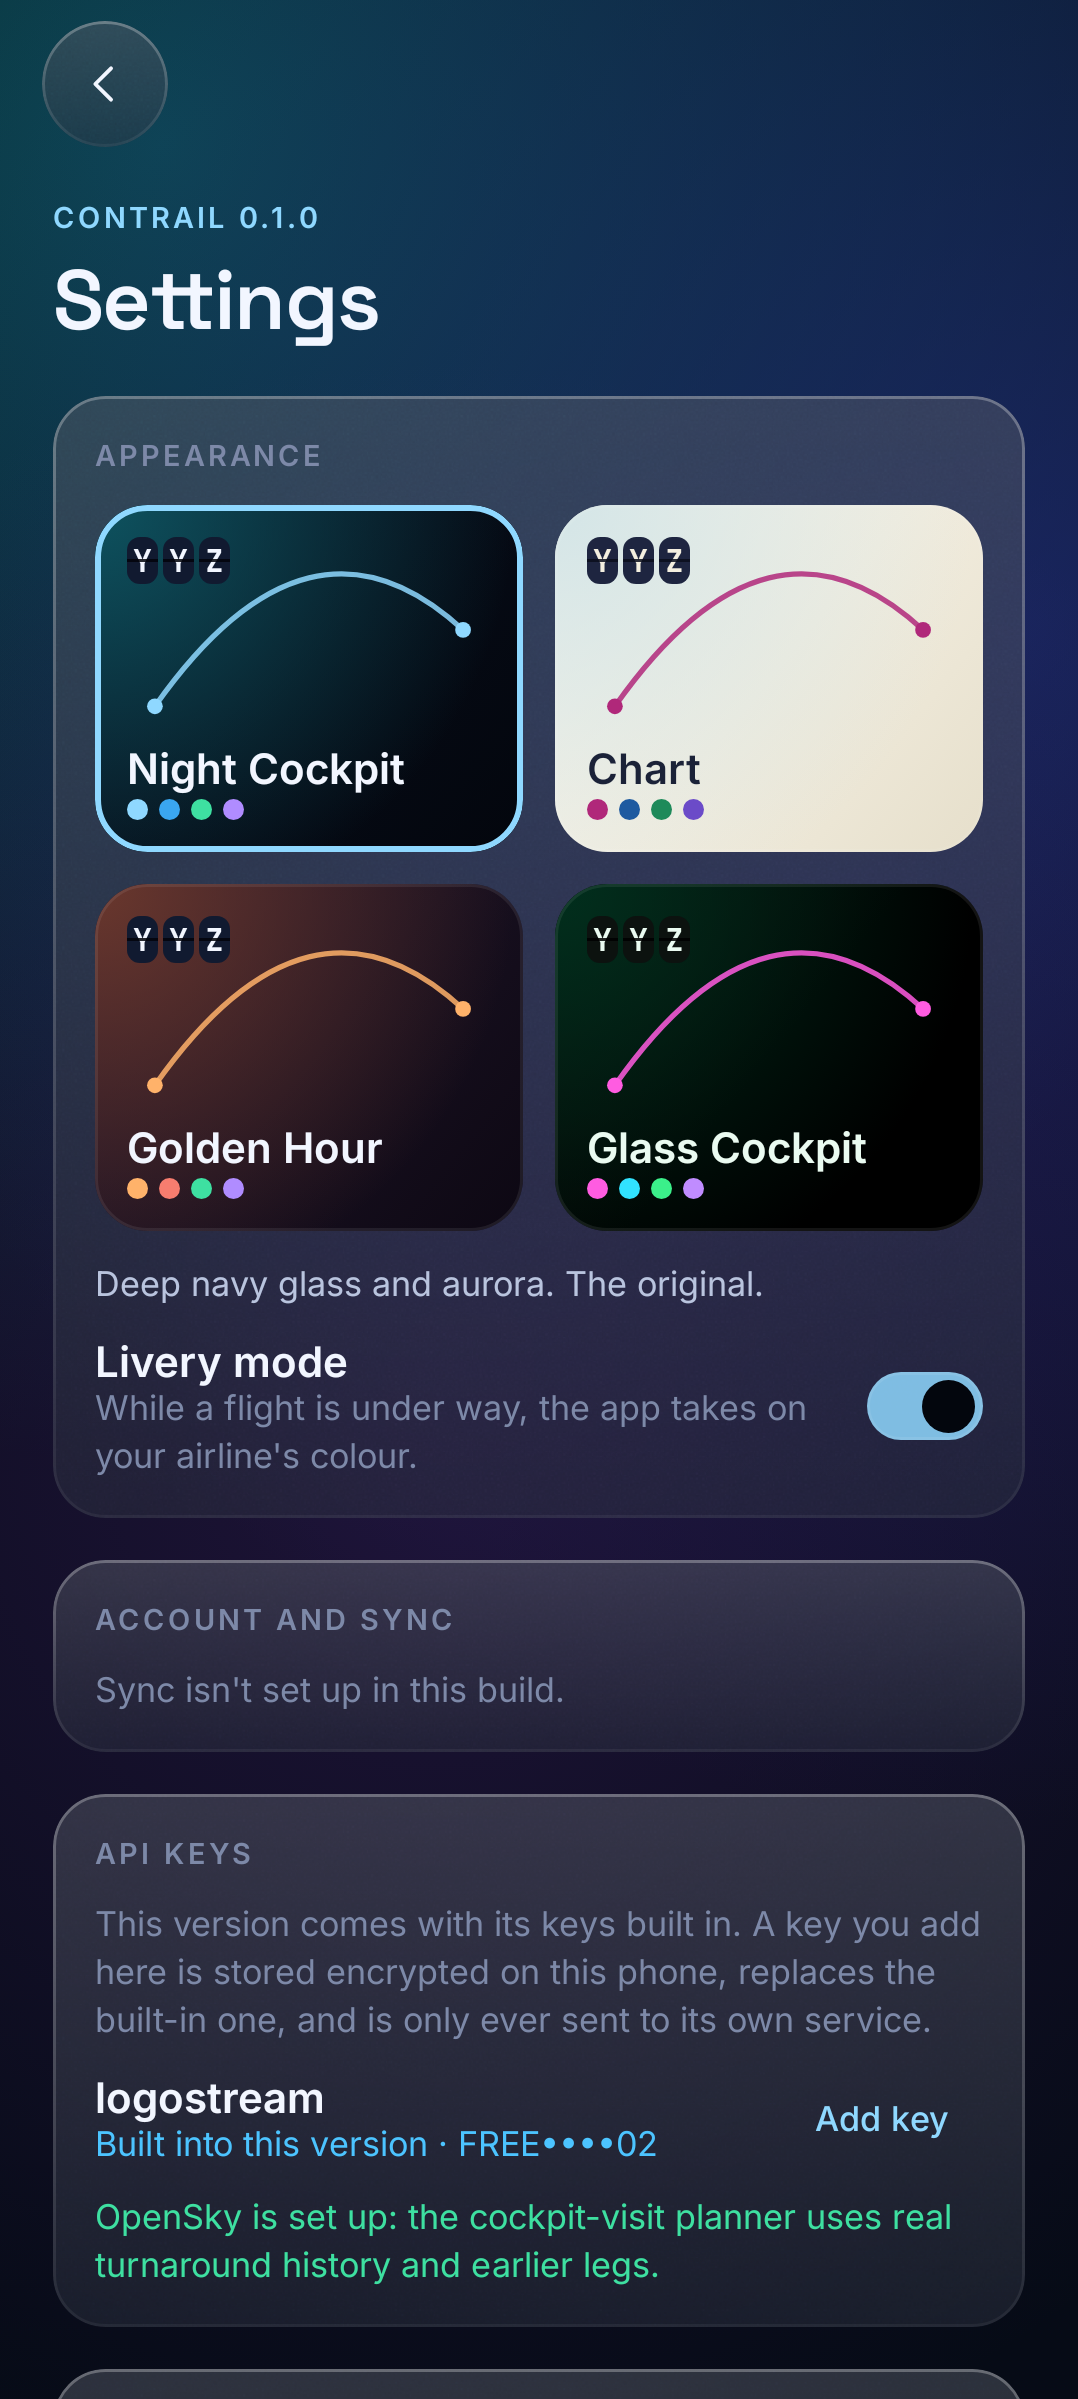 CONTRAIL 0.1.0
Settings
APPEARANCE
YYZ
Night Cockpit
YYZ
Chart
YYZ
Golden Hour
YYZ
Glass Cockpit
Deep navy glass and aurora. The original.
Livery mode
While a flight is under way, the app takes on
your airline's colour.
ACCOUNT AND SYNC
Sync isn't set up in this build.
API KEYS
This version comes with its keys built in. A key you add
here is stored encrypted on this phone, replaces the
built-in one, and is only ever sent to its own service.
logostream
Built into this version · FREE••••02
Add key
OpenSky is set up: the cockpit-visit planner uses real
turnaround history and earlier legs.